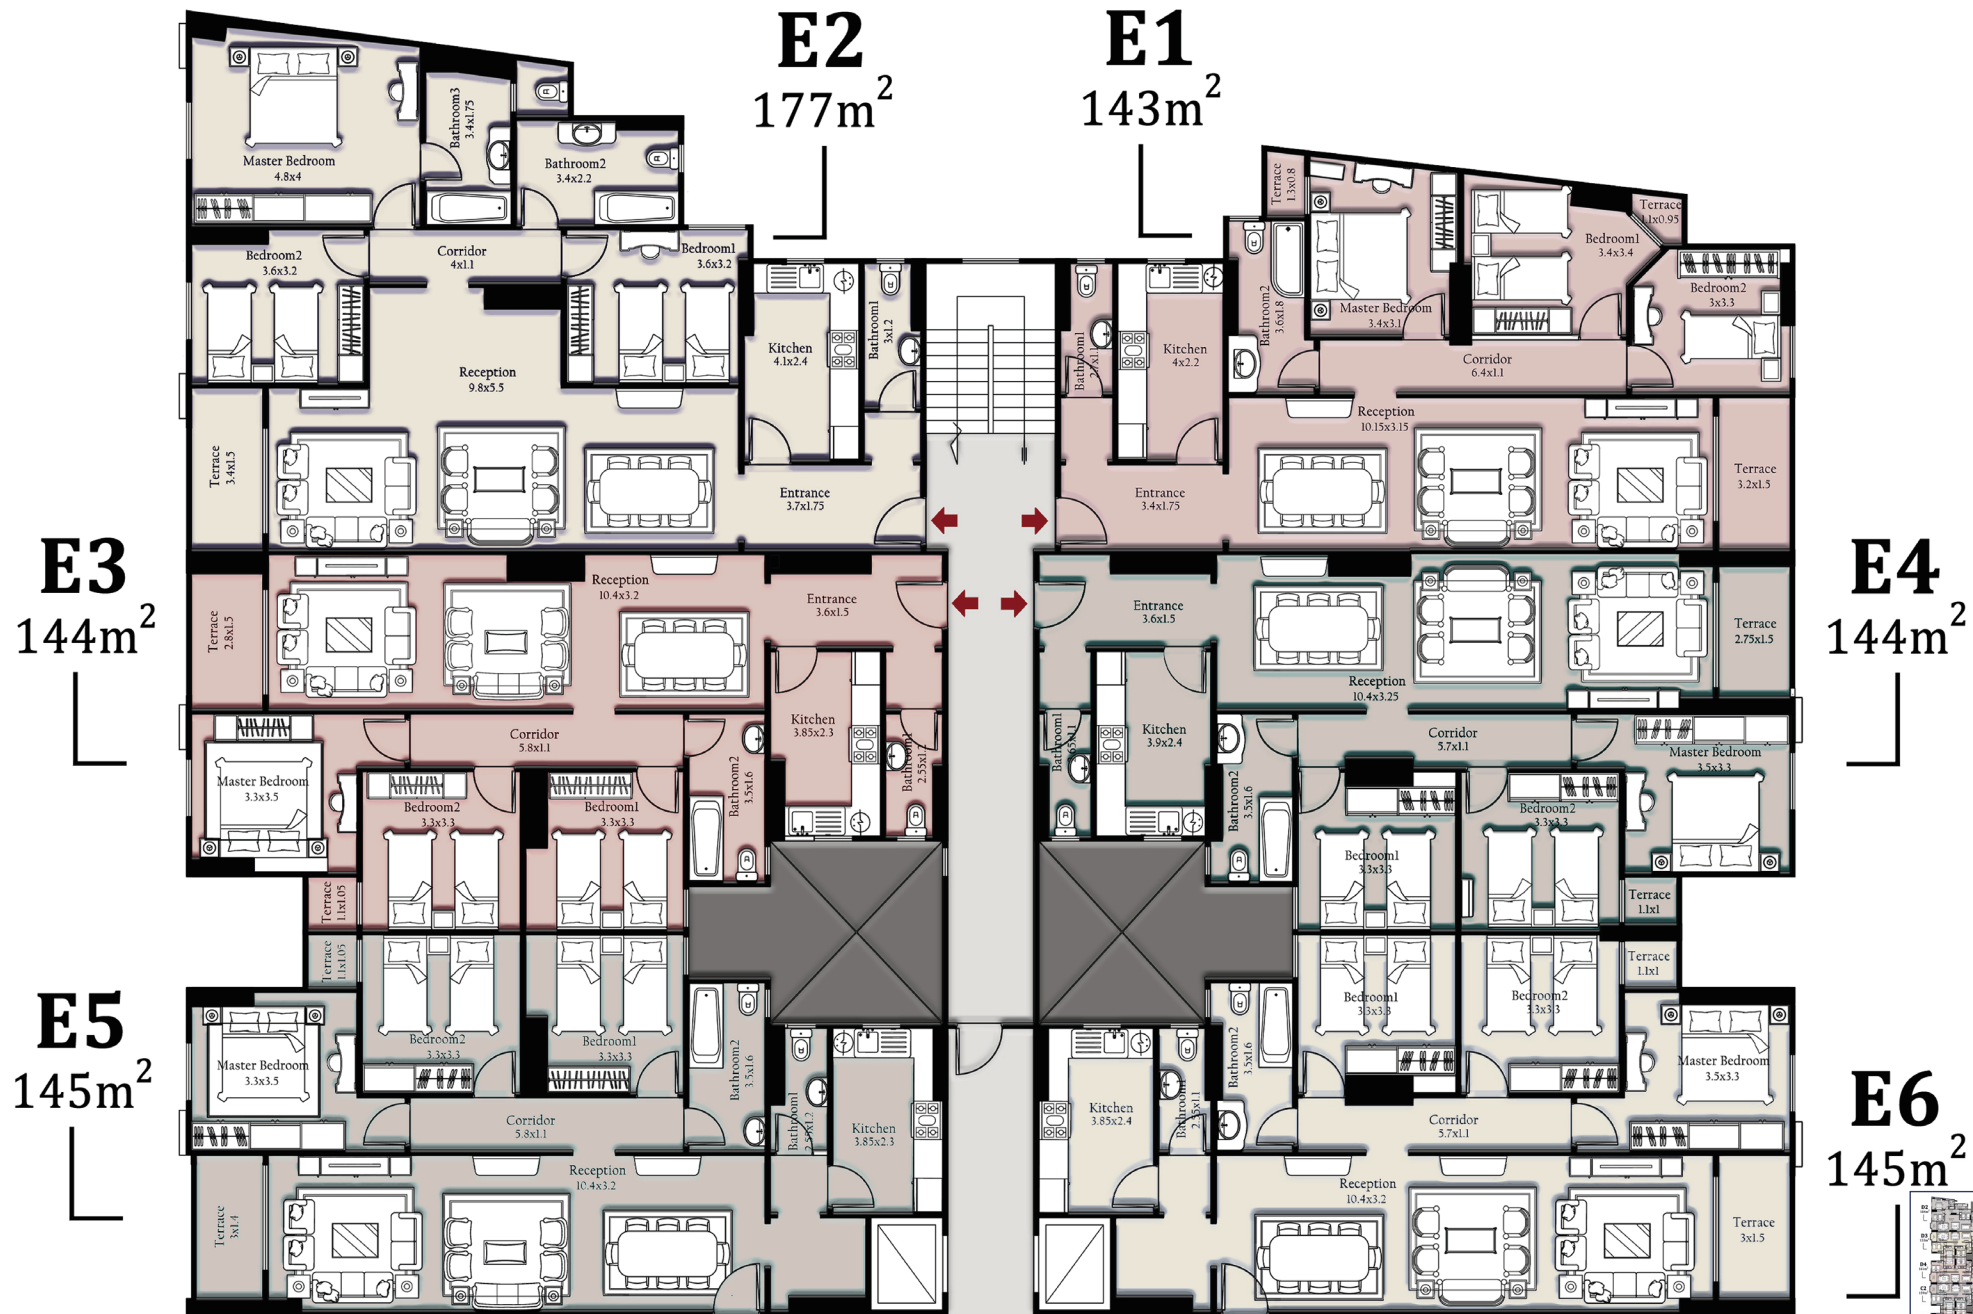 E2
177m²
E1
143m²
Master Bedroom
4.8x4
Bathroom3
3.4x1.75
Bathroom2
3.4x2.2
Bedroom2
3.6x3.2
Corridor
4x1.1
Bedroom1
3.6x3.2
Kitchen
4.1x2.4
Bathroom1
3x1.2
Reception
9.8x5.5
Terrace
3.4x1.5
Entrance
3.7x1.75
Terrace
1.3x0.8
Master Bedroom
3.4x3.1
Bedroom1
3.4x3.4
Terrace
1.1x0.95
Bedroom2
3x3.3
Bathroom2
3.6x1.8
Bathroom1
Kitchen
4x2.2
Corridor
6.4x1.1
Reception
10.15x3.15
Entrance
3.4x1.75
Terrace
3.2x1.5
E3
144m²
Terrace
2.8x1.5
Reception
10.4x3.2
Entrance
3.6x1.5
Corridor
5.8x1.1
Kitchen
3.85x2.3
Bathroom1
2.55x1.2
Bathroom2
3.5x1.6
Master Bedroom
3.3x3.5
Bedroom2
3.3x3.3
Bedroom1
3.3x3.3
Terrace
1.1x1.05
E4
144m²
Entrance
3.6x1.5
Reception
10.4x3.25
Terrace
2.75x1.5
Bathroom1
Kitchen
3.9x2.4
Bathroom2
3.5x1.6
Corridor
5.7x1.1
Master Bedroom
3.5x3.3
Bedroom1
3.3x3.3
Bedroom2
3.3x3.3
Terrace
1.1x1
E5
145m²
Terrace
1.1x1.05
Master Bedroom
3.3x3.5
Bedroom2
3.3x3.3
Bedroom1
3.3x3.3
Bathroom2
3.5x1.6
Bathroom1
Kitchen
3.85x2.3
Corridor
5.8x1.1
Reception
10.4x3.2
Terrace
3x1.4
E6
145m²
Terrace
1.1x1
Bedroom1
3.3x3.3
Bedroom2
3.3x3.3
Master Bedroom
3.5x3.3
Kitchen
3.85x2.4
Bathroom1
Bathroom2
3.5x1.6
Corridor
5.7x1.1
Reception
10.4x3.2
Terrace
3x1.5
D2
D3
D4
C2